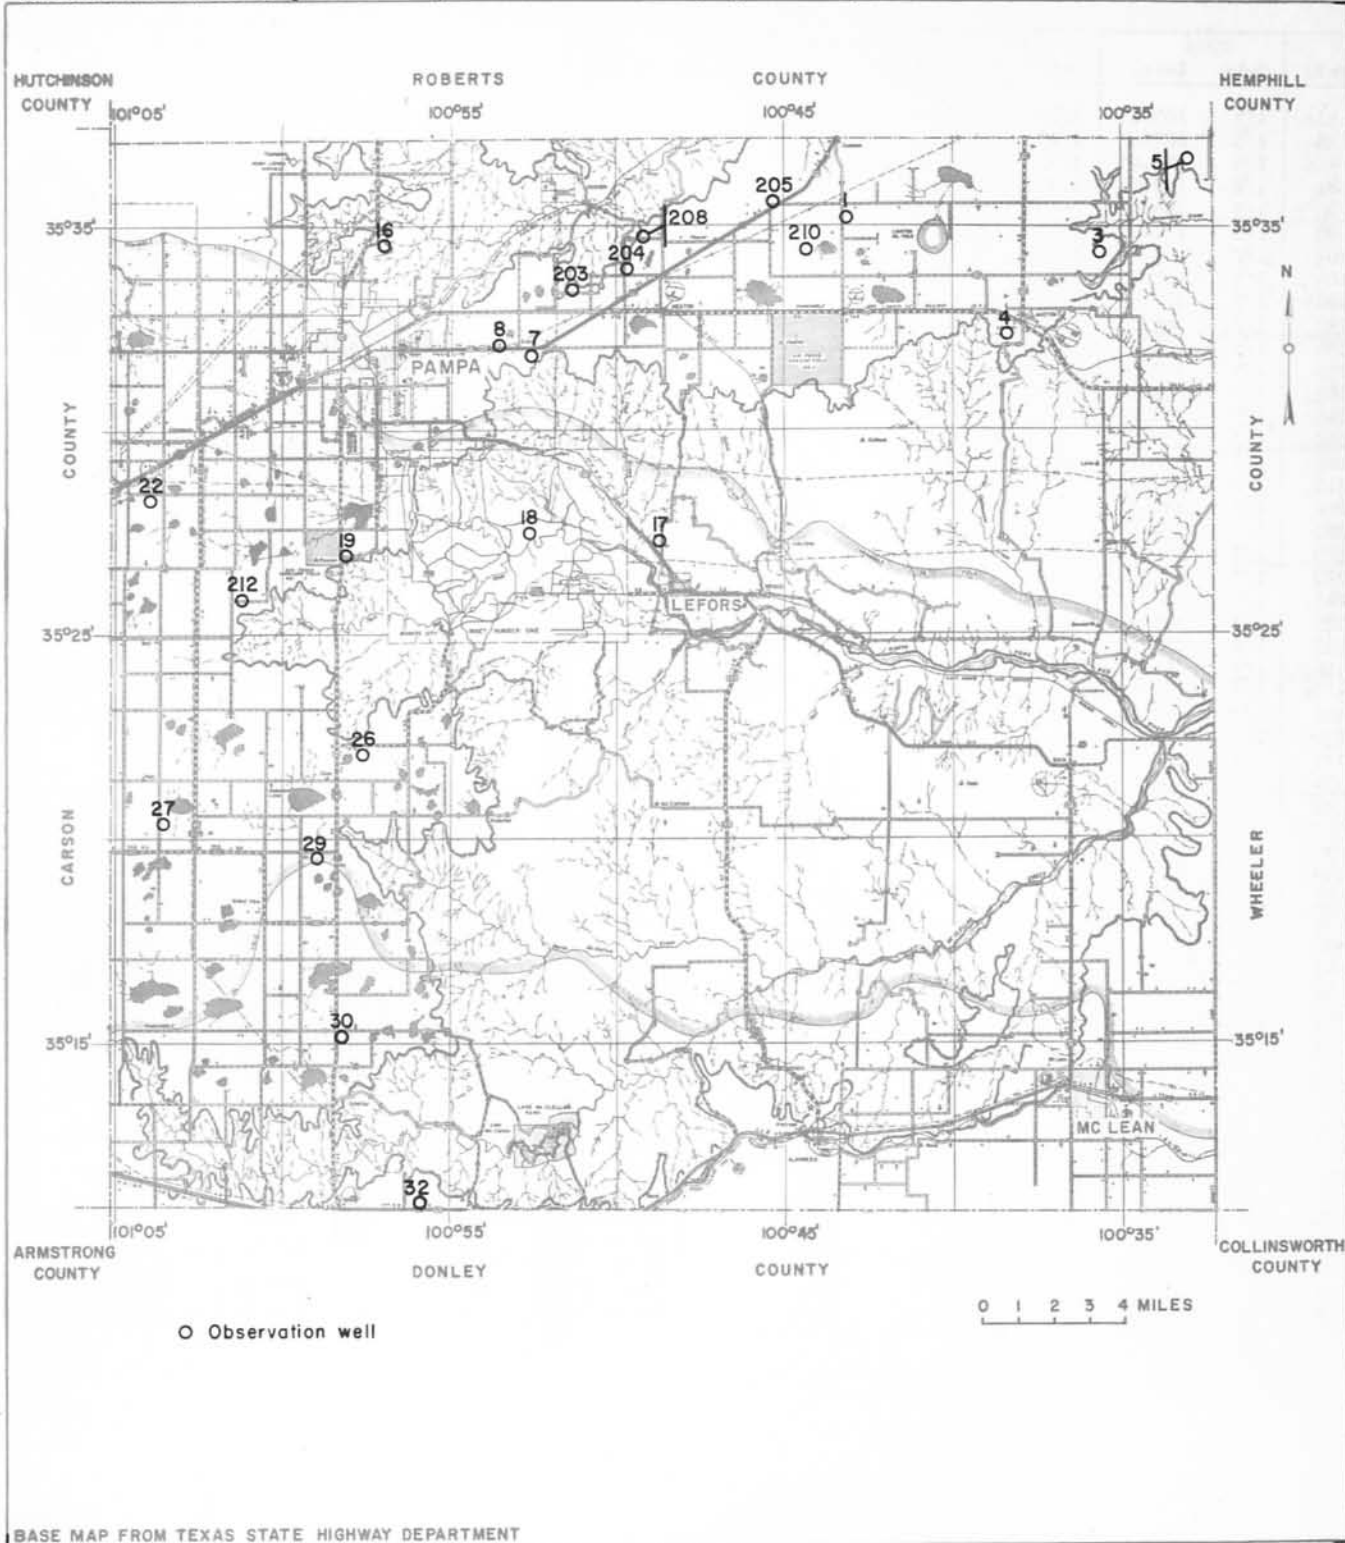 HUTCHINSON COUNTY
ROBERTS
COUNTY
HEMPHILL COUNTY
101°05'
100°55'
100°45'
100°35'
5
205
1
208
35°35'
16
210
3
35°35'
204
203
N
4
8
7
PAMPA
COUNTY
COUNTY
22
18
17
19
212
LEFORS
35°25'
35°25'
26
27
29
CARSON
WHEELER
30
35°15'
35°15'
MC LEAN
32
101°05'
100°55'
100°45'
100°35'
ARMSTRONG COUNTY
DONLEY
COUNTY
COLLINSWORTH COUNTY
0 1 2 3 4 MILES
O Observation well
BASE MAP FROM TEXAS STATE HIGHWAY DEPARTMENT